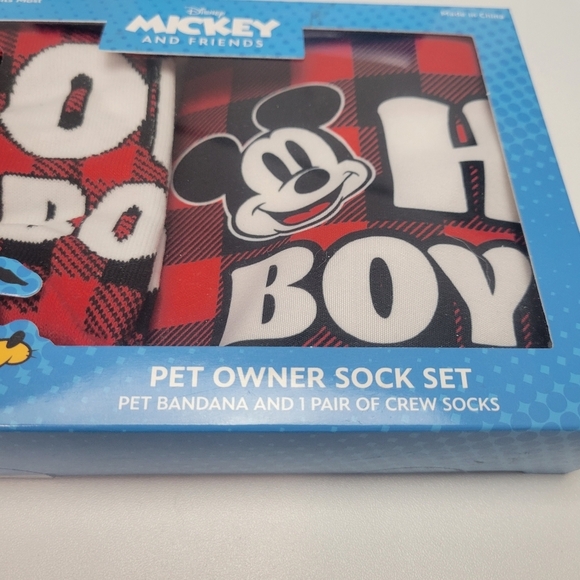 Disney
MICKEY
AND FRIENDS
Made in China
O
BO
H
BOY
PET OWNER SOCK SET
PET BANDANA AND 1 PAIR OF CREW SOCKS